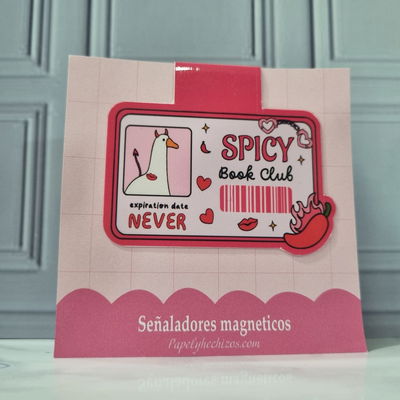 SPICY
Book Club
expiration date
NEVER
Señaladores magneticos
Papelyhechizos.com